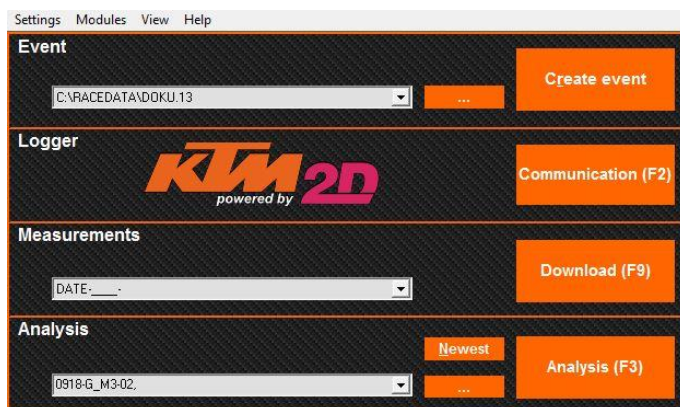 Settings Modules View Help
Event
C:\RACEDATA\DOKU.13
...
Create event
Logger
KTM 2D
powered by
Communication (F2)
Measurements
DATE-____-
Download (F9)
Analysis
Newest
0918-G_M3-02,
...
Analysis (F3)